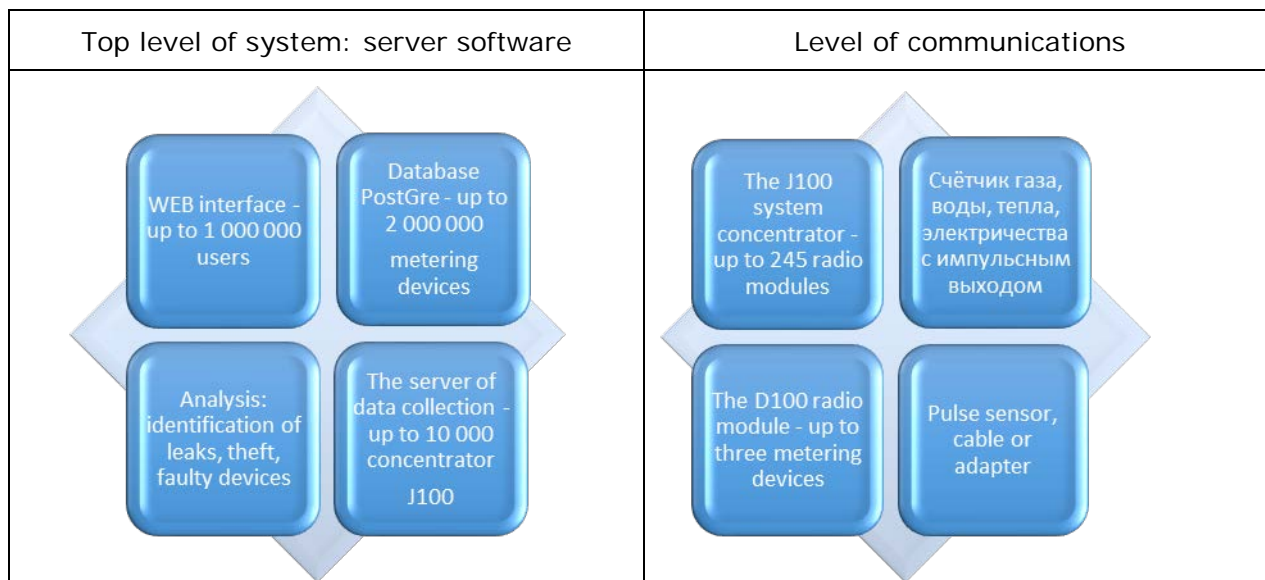 Top level of system: server software
Level of communications
WEB interface -
up to 1 000 000
users
Database
PostGre - up to
2 000 000
metering
devices
Analysis:
identification of
leaks, theft,
faulty devices
The server of
data collection -
up to 10 000
concentrator
J100
The J100
system
concentrator -
up to 245 radio
modules
Счётчик газа,
воды, тепла,
электричества
с импульсным
выходом
The D100 radio
module - up to
three metering
devices
Pulse sensor,
cable or
adapter